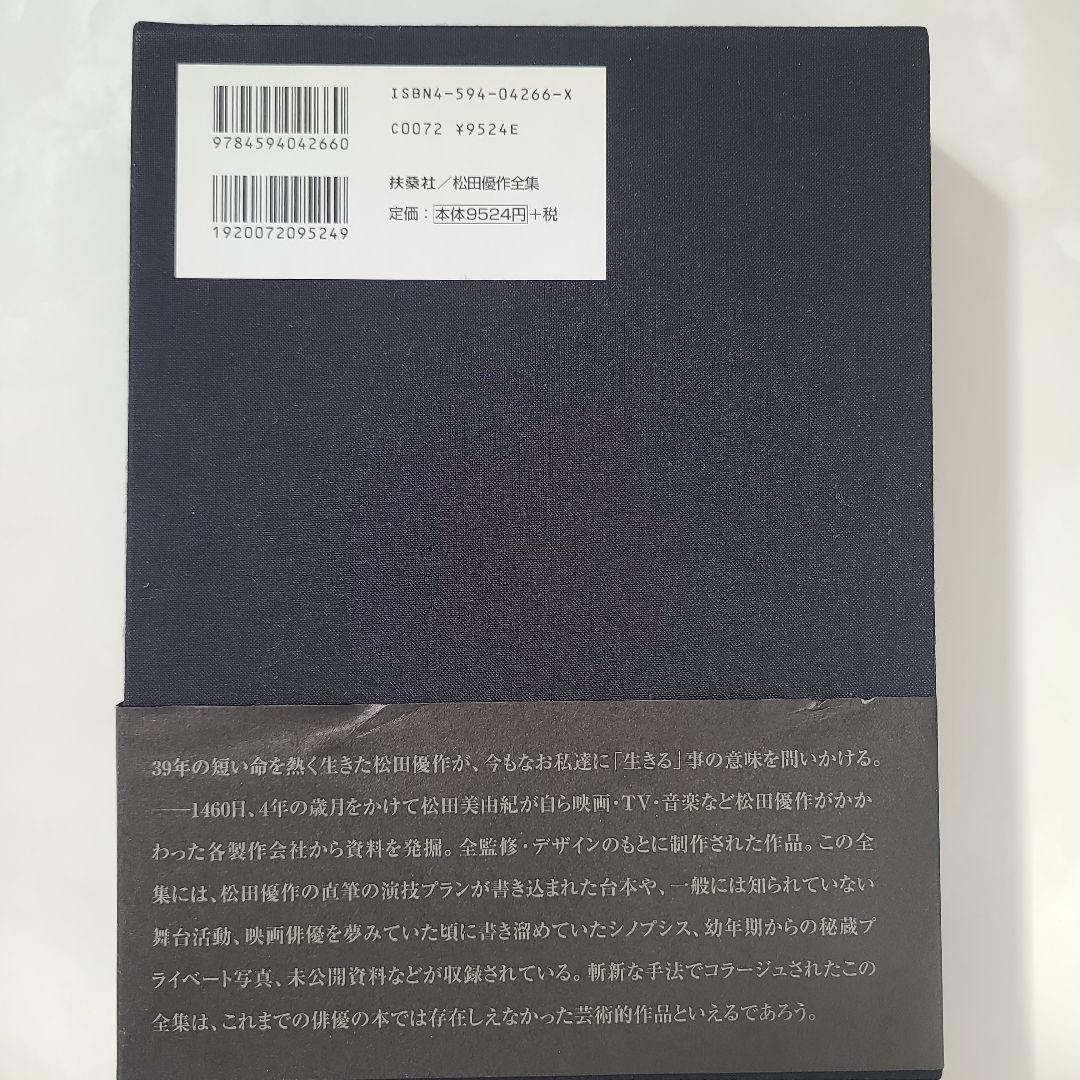 ISBN4-594-04266-X
9784594042660
C0072 ¥9524E
扶桑社／松田優作全集
定価：本体9524円+税
1920072095249
39年の短い命を熱く生きた松田優作が、今もなお私達に「生きる」事の意味を問いかける。
――1460日、4年の歳月をかけて松田美由紀が自ら映画・TV・音楽など松田優作がかか
わった各製作会社から資料を発掘。全監修・デザインのもとに制作された作品。この全
集には、松田優作の直筆の演技プランが書き込まれた台本や、一般には知られていない
舞台活動、映画俳優を夢みていた頃に書き溜めていたシノプシス、幼年期からの秘蔵プ
ライベート写真、未公開資料などが収録されている。斬新な手法でコラージュされたこの
全集は、これまでの俳優の本では存在しえなかった芸術的作品といえるであろう。